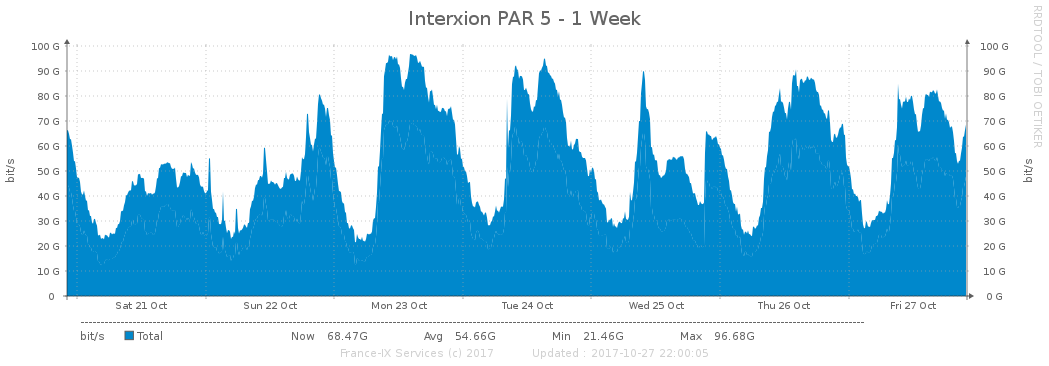 Interxion PAR 5 - 1 Week
RRDTOOL / TOBI OETIKER
bit/s
100 G 100 G
90 G 90 G
80 G 80 G
70 G 70 G
60 G 60 G
50 G 50 G
40 G 40 G
30 G 30 G
20 G 20 G
10 G 10 G
0 0 G
bit/s
Sat 21 Oct Sun 22 Oct Mon 23 Oct Tue 24 Oct Wed 25 Oct Thu 26 Oct Fri 27 Oct
bit/s Total Now 68.47G Avg 54.66G Min 21.46G Max 96.68G
France-IX Services (c) 2017 Updated : 2017-10-27 22:00:05